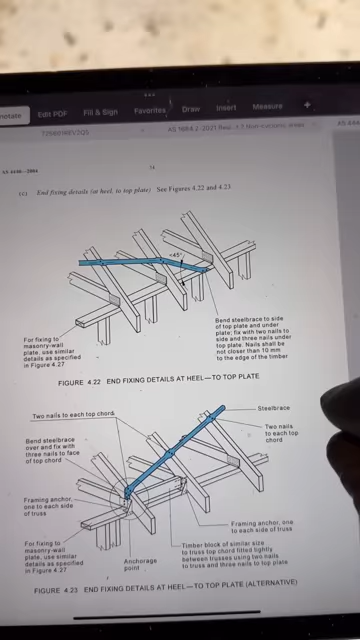 Edit PDF Fill & Sign Favorites Draw Insert Measure +
AS 4440—2004
(c) End fixing details (at heel, to top plate) See Figures 4.22 and 4.23
<45°
For fixing to
masonry-wall
plate, use similar
details as specified
in Figure 4.27
Bend steelbrace to side
of top plate and under
plate; fix with two nails to
side and three nails under
top plate. Nails shall be
not closer than 10 mm
to the edge of the timber
FIGURE 4.22 END FIXING DETAILS AT HEEL—TO TOP PLATE
Two nails to each top chord
Steelbrace
Two nails
to each top
chord
Bend steelbrace
over and fix with
three nails to face
of top chord
Framing anchor,
one to each side
of truss
Framing anchor, one
to each side of truss
For fixing to
masonry-wall
plate, use similar
details as specified
in Figure 4.27
Anchorage
point
Timber block of similar size
to truss top chord fitted tightly
between trusses using two nails
to truss and three nails to top plate
FIGURE 4.23 END FIXING DETAILS AT HEEL—TO TOP PLATE (ALTERNATIVE)